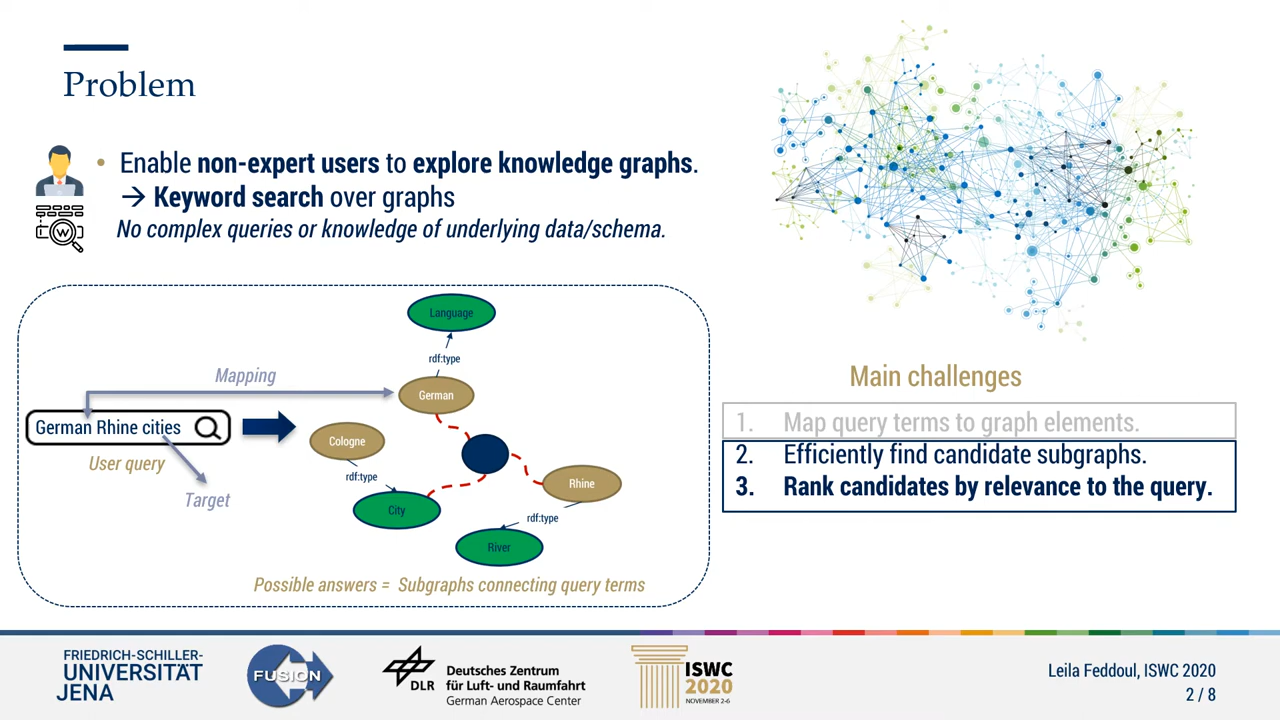 Problem
• Enable non-expert users to explore knowledge graphs.
→ Keyword search over graphs
No complex queries or knowledge of underlying data/schema.
W
Language
rdf:type
Mapping
German
German Rhine cities
User query
Target
Cologne
rdf:type
City
Rhine
rdf:type
River
Possible answers = Subgraphs connecting query terms
Main challenges
1. Map query terms to graph elements.
2. Efficiently find candidate subgraphs.
3. Rank candidates by relevance to the query.
FRIEDRICH-SCHILLER-
UNIVERSITÄT
JENA
FUSION
DLR
Deutsches Zentrum
für Luft- und Raumfahrt
German Aerospace Center
ISWC
2020
NOVEMBER 2-6
Leila Feddoul, ISWC 2020
2 / 8